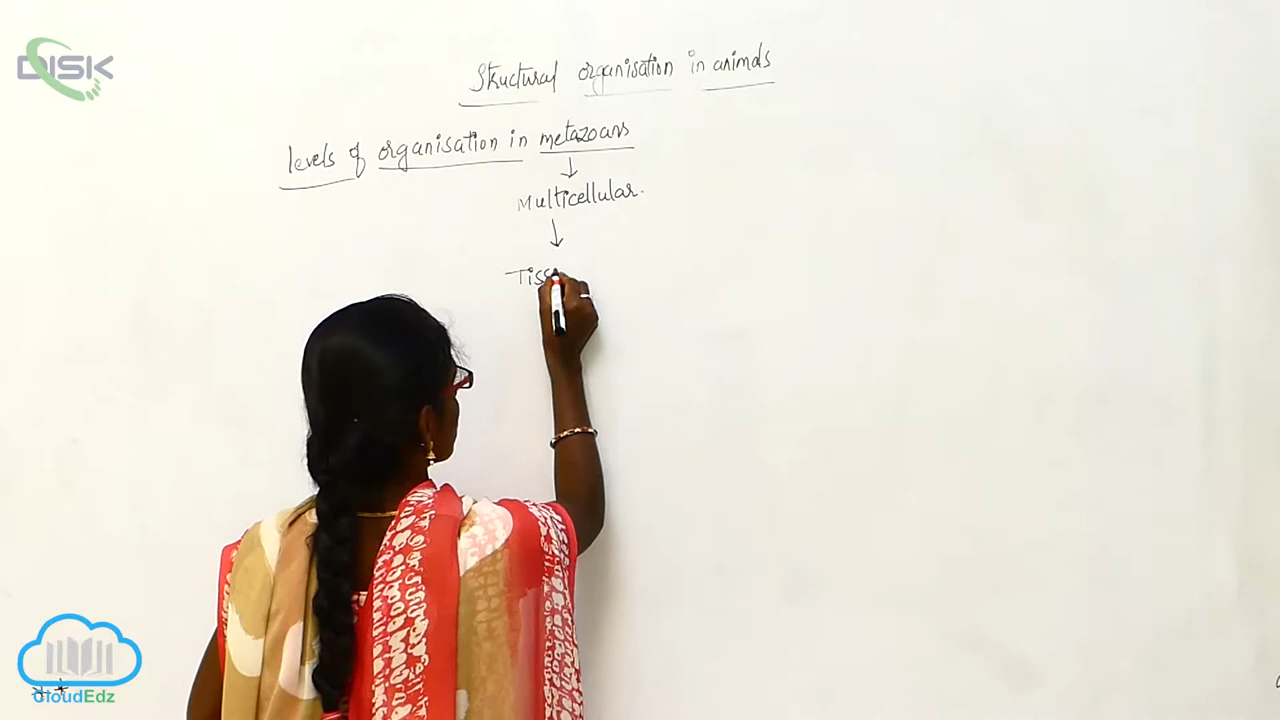 DISK
Structural organisation in animals
levels of organisation in metazoans
Multicellular.
Tiss
CloudEdz